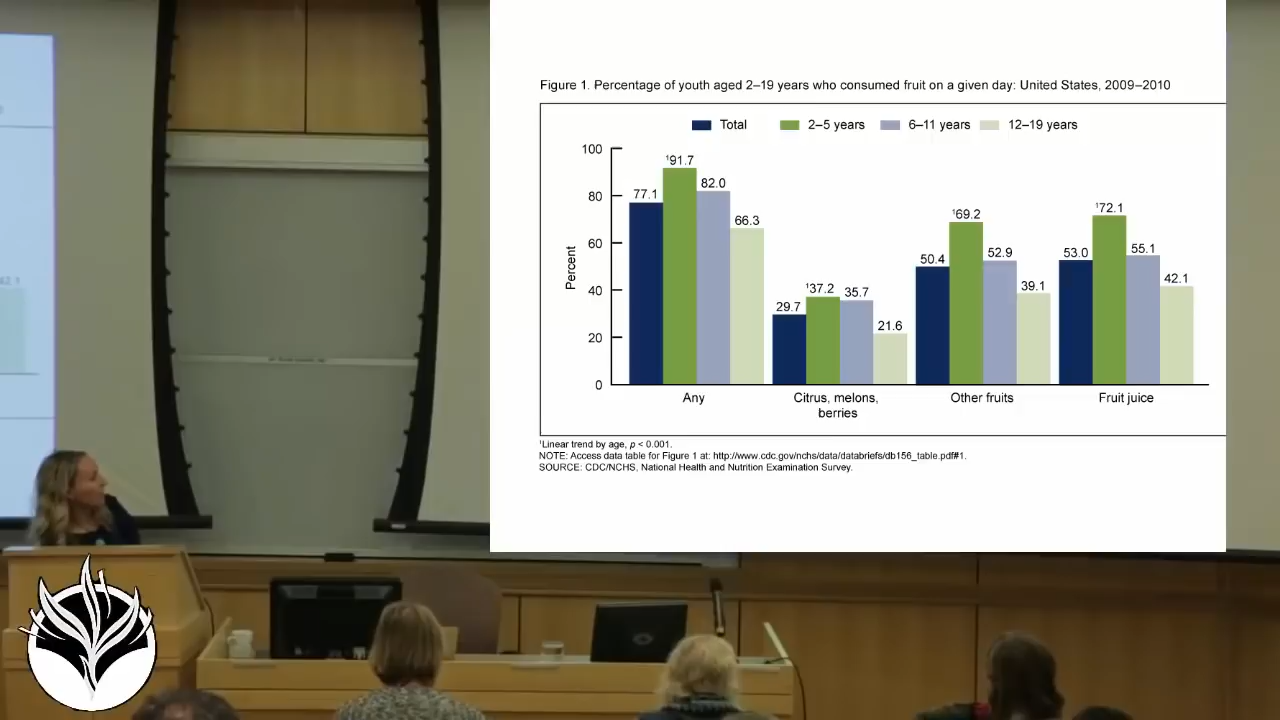 Figure 1. Percentage of youth aged 2–19 years who consumed fruit on a given day: United States, 2009–2010
Total 2–5 years 6–11 years 12–19 years
Percent
100
80
60
40
20
0
77.1 ¹91.7 82.0 66.3
29.7 ¹37.2 35.7 21.6
50.4 ¹69.2 52.9 39.1
53.0 ¹72.1 55.1 42.1
Any
Citrus, melons,
berries
Other fruits
Fruit juice
¹Linear trend by age, p < 0.001.
NOTE: Access data table for Figure 1 at: http://www.cdc.gov/nchs/data/databriefs/db156_table.pdf#1.
SOURCE: CDC/NCHS, National Health and Nutrition Examination Survey.